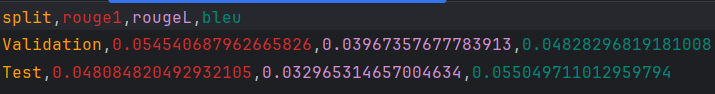 split,rouge1,rougeL,bleu
Validation,0.054540687962665826,0.03967357677783913,0.04828296819181008
Test,0.048084820492932105,0.032965314657004634,0.055049711012959794